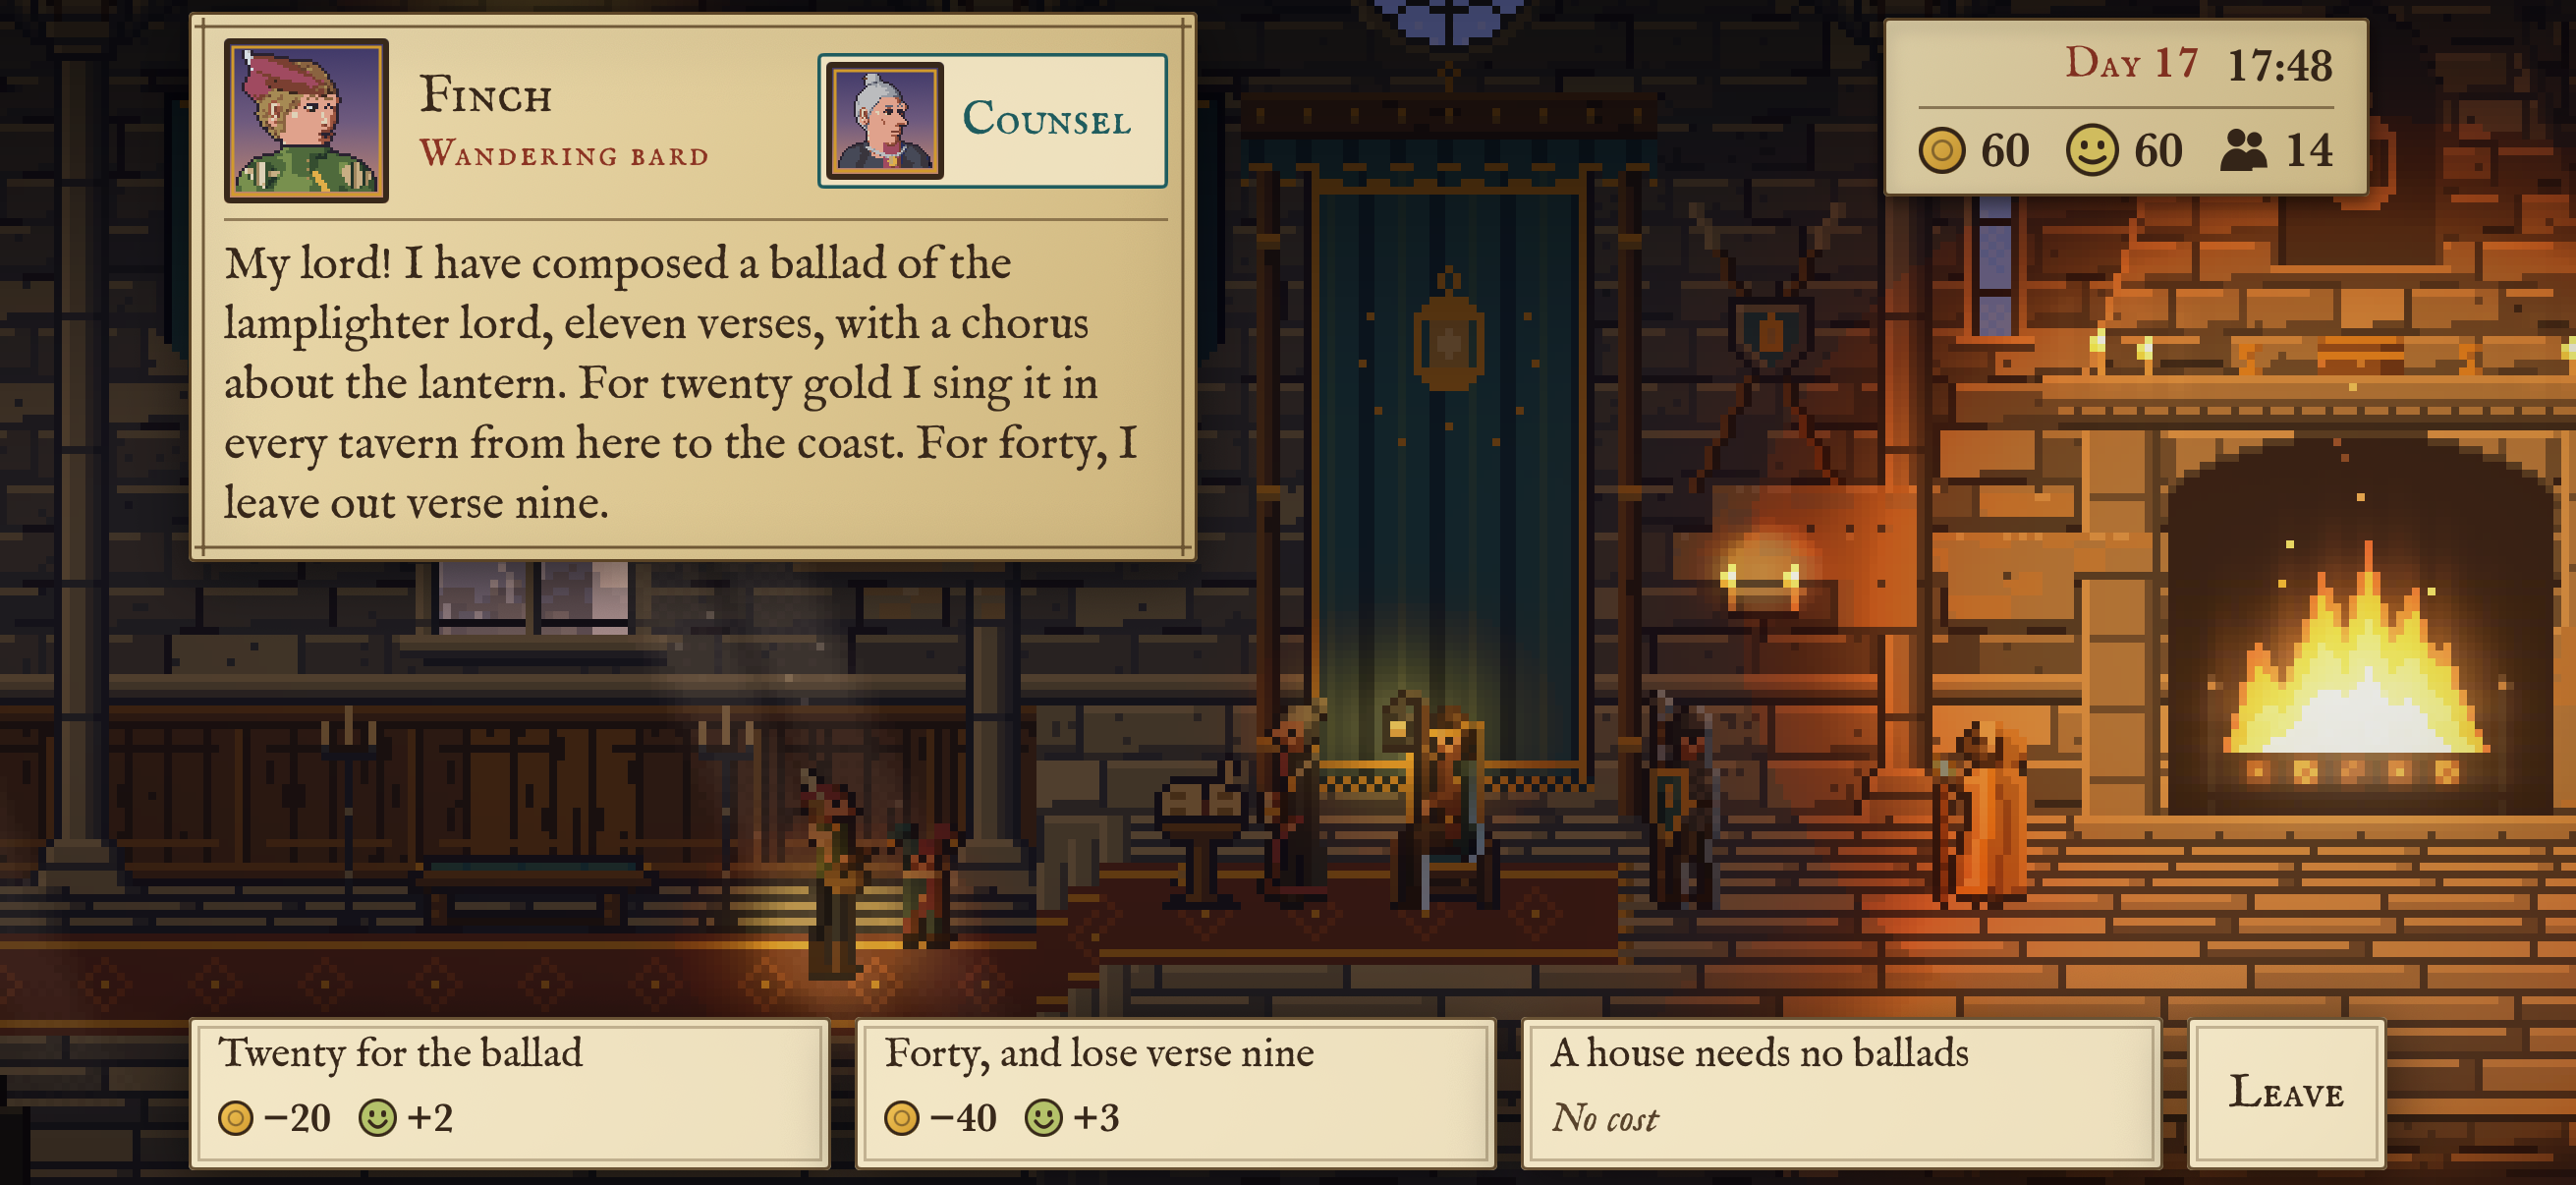 Finch
Wandering bard
Counsel
My lord! I have composed a ballad of the
lamplighter lord, eleven verses, with a chorus
about the lantern. For twenty gold I sing it in
every tavern from here to the coast. For forty, I
leave out verse nine.
Day 17 17:48
60 60 14
Twenty for the ballad
−20 +2
Forty, and lose verse nine
−40 +3
A house needs no ballads
No cost
Leave